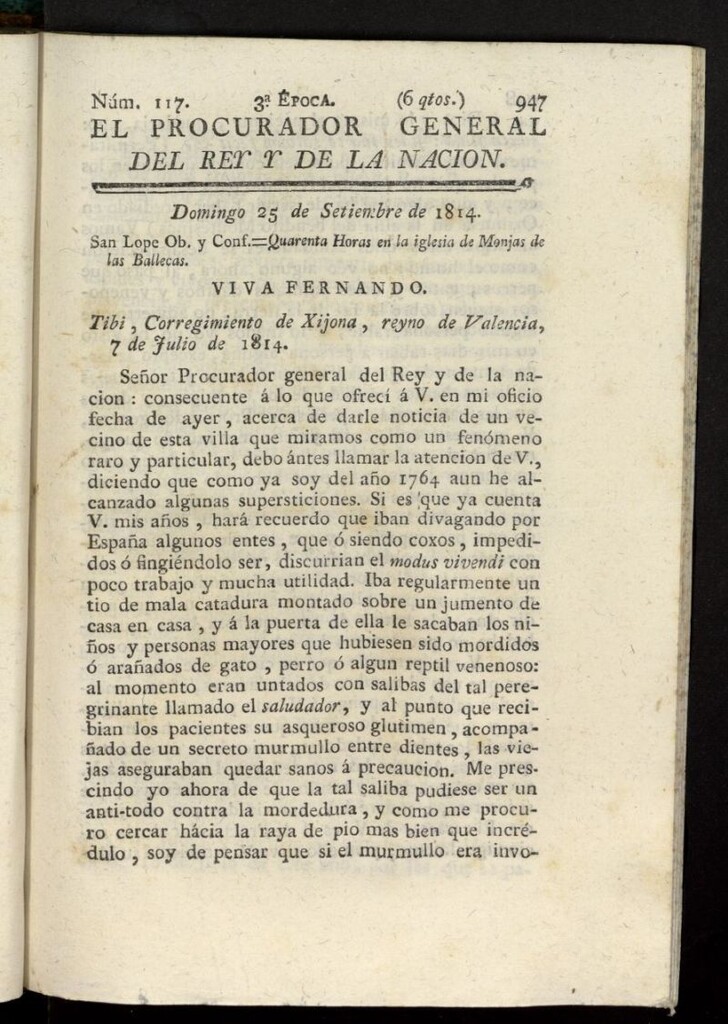 Núm. 117. 3.ª ÉPOCA. (6 qtos.) 947
EL PROCURADOR GENERAL
DEL REY Y DE LA NACION.
Domingo 25 de Setiembre de 1814.
San Lope Ob. y Conf.=Quarenta Horas en la iglesia de Monjas de
las Ballecas.
VIVA FERNANDO.
Tibi, Corregimiento de Xijona, reyno de Valencia,
7 de Julio de 1814.
Señor Procurador general del Rey y de la na-
cion : consecuente á lo que ofrecí á V. en mi oficio
fecha de ayer, acerca de darle noticia de un ve-
cino de esta villa que miramos como un fenómeno
raro y particular, debo ántes llamar la atencion de V.,
diciendo que como ya soy del año 1764 aun he al-
canzado algunas supersticiones. Si es que ya cuenta
V. mis años, hará recuerdo que iban divagando por
España algunos entes, que ó siendo coxos, impedi-
dos ó fingiéndolo ser, discurrian el modus vivendi con
poco trabajo y mucha utilidad. Iba regularmente un
tio de mala catadura montado sobre un jumento de
casa en casa, y á la puerta de ella le sacaban los ni-
ños y personas mayores que hubiesen sido mordidos
ó arañados de gato, perro ó algun reptil venenoso:
al momento eran untados con salibas del tal pere-
grinante llamado el saludador, y al punto que reci-
bian los pacientes su asqueroso glutimen, acompa-
ñado de un secreto murmullo entre dientes, las vie-
jas aseguraban quedar sanos á precaucion. Me pres-
cindo yo ahora de que la tal saliba pudiese ser un
anti-todo contra la mordedura, y como me procu-
ro cercar hácia la raya de pio mas bien que incré-
dulo, soy de pensar que si el murmullo era invo-